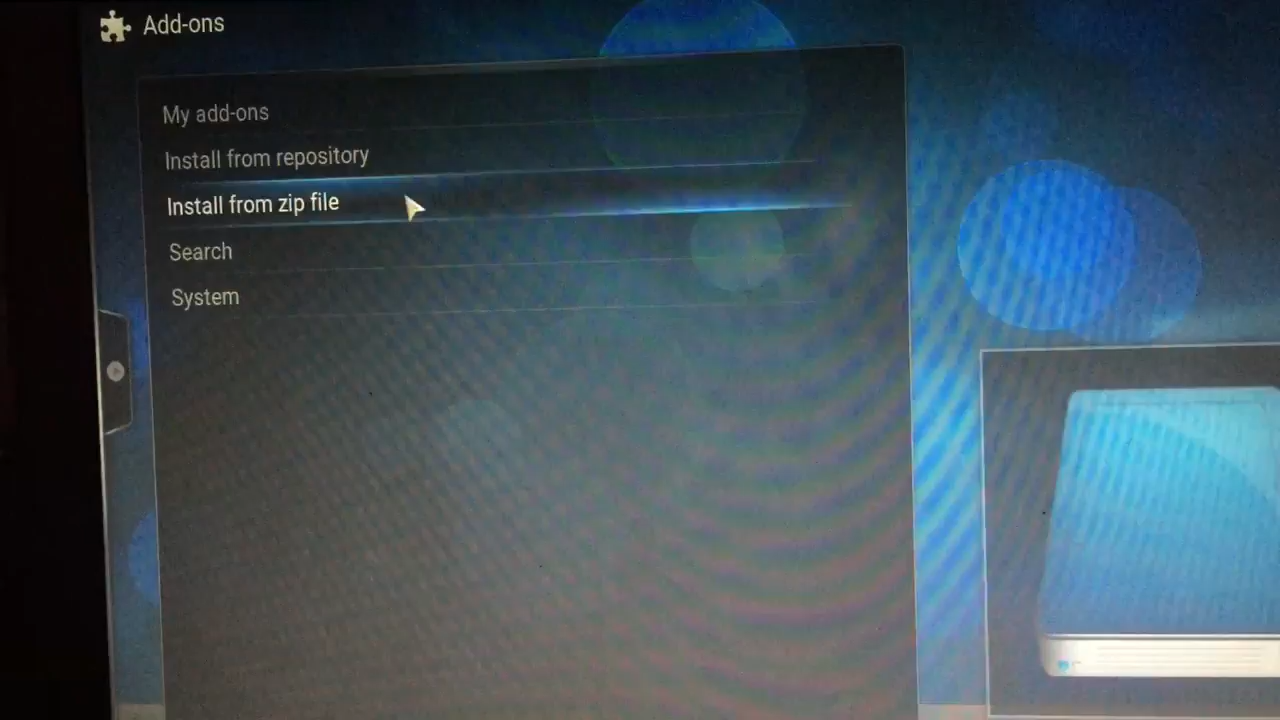 Add-ons
My add-ons
Install from repository
Install from zip file
Search
System